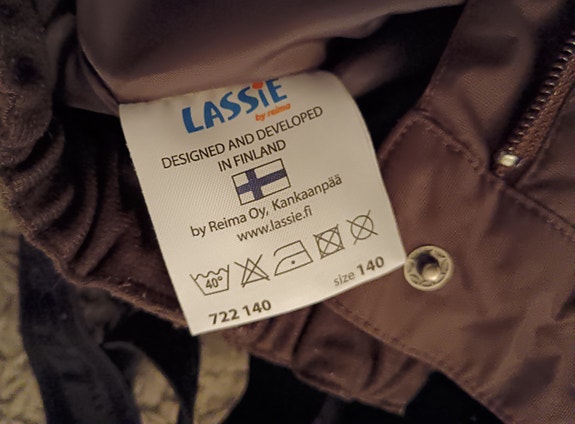 LASSiE
by reima
DESIGNED AND DEVELOPED
IN FINLAND
by Reima Oy, Kankaanpää
www.lassie.fi
40°
size 140
722 140